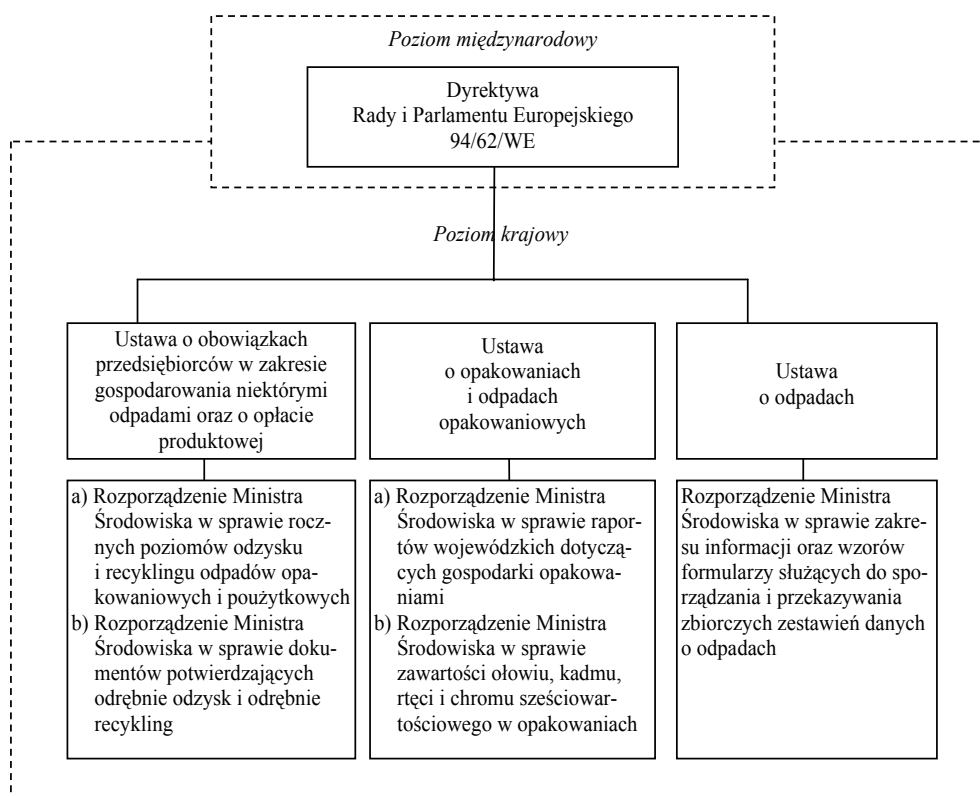 Poziom międzynarodowy
Dyrektywa
Rady i Parlamentu Europejskiego
94/62/WE
Poziom krajowy
Ustawa o obowiązkach
przedsiębiorców w zakresie
gospodarowania niektórymi
odpadami oraz o opłacie
produktowej
Ustawa
o opakowaniach
i odpadach
opakowaniowych
Ustawa
o odpadach
a) Rozporządzenie Ministra
Środowiska w sprawie rocz-
nych poziomów odzysku
i recyklingu odpadów opa-
kowaniowych i poużytkowych
b) Rozporządzenie Ministra
Środowiska w sprawie doku-
mentów potwierdzających
odrębnie odzysk i odrębnie
recykling
a) Rozporządzenie Ministra
Środowiska w sprawie rapor-
tów wojewódzkich dotyczą-
cych gospodarki opakowa-
niami
b) Rozporządzenie Ministra
Środowiska w sprawie
zawartości ołowiu, kadmu,
rtęci i chromu sześciowar-
tościowego w opakowaniach
Rozporządzenie Ministra
Środowiska w sprawie zakre-
su informacji oraz wzorów
formularzy służących do spo-
rządzania i przekazywania
zbiorczych zestawień danych
o odpadach